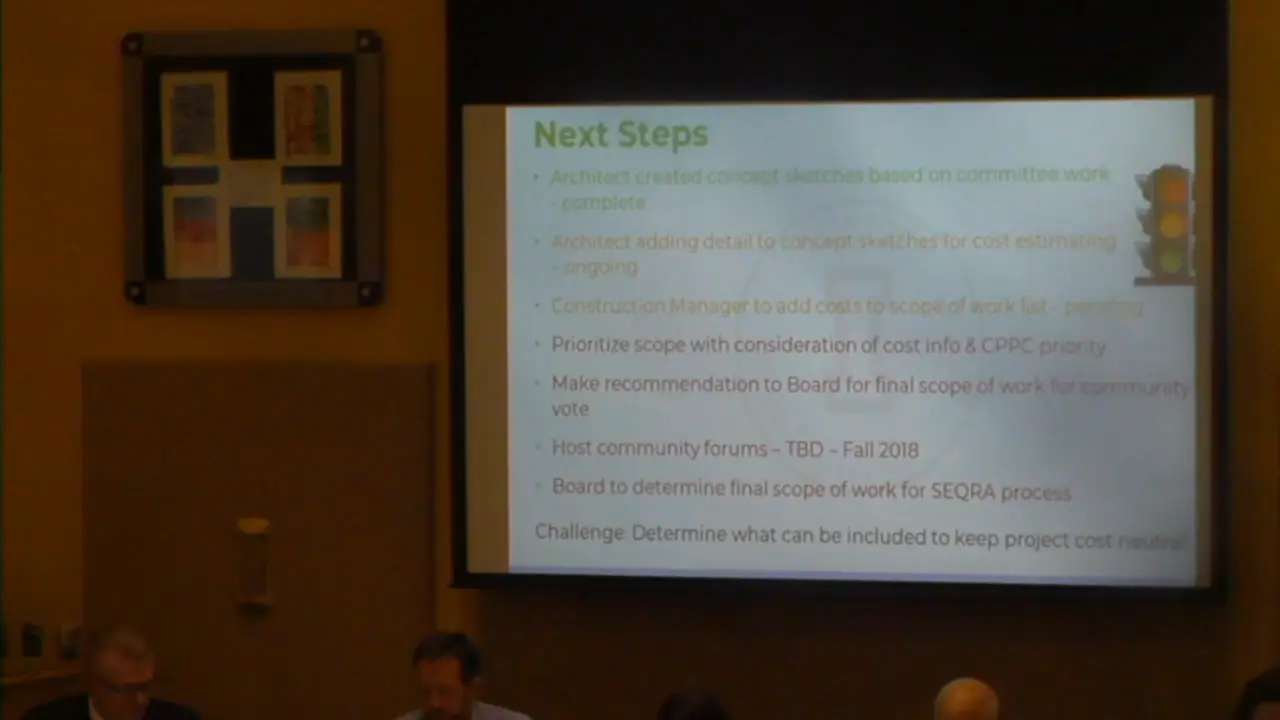 Next Steps
• Architect created concept sketches based on committee work
- complete
• Architect adding detail to concept sketches for cost estimating
- ongoing
• Construction Manager to add costs to scope of work list - pending
• Prioritize scope with consideration of cost info & CPPC priority
• Make recommendation to Board for final scope of work for community
vote
• Host community forums – TBD – Fall 2018
• Board to determine final scope of work for SEQRA process
Challenge: Determine what can be included to keep project cost neutral